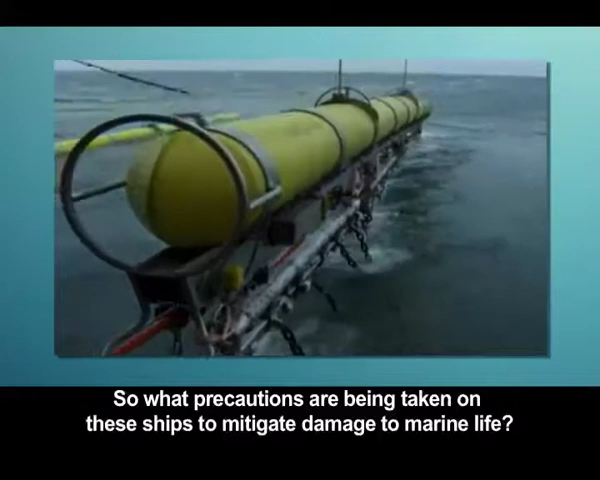 So what precautions are being taken on
these ships to mitigate damage to marine life?